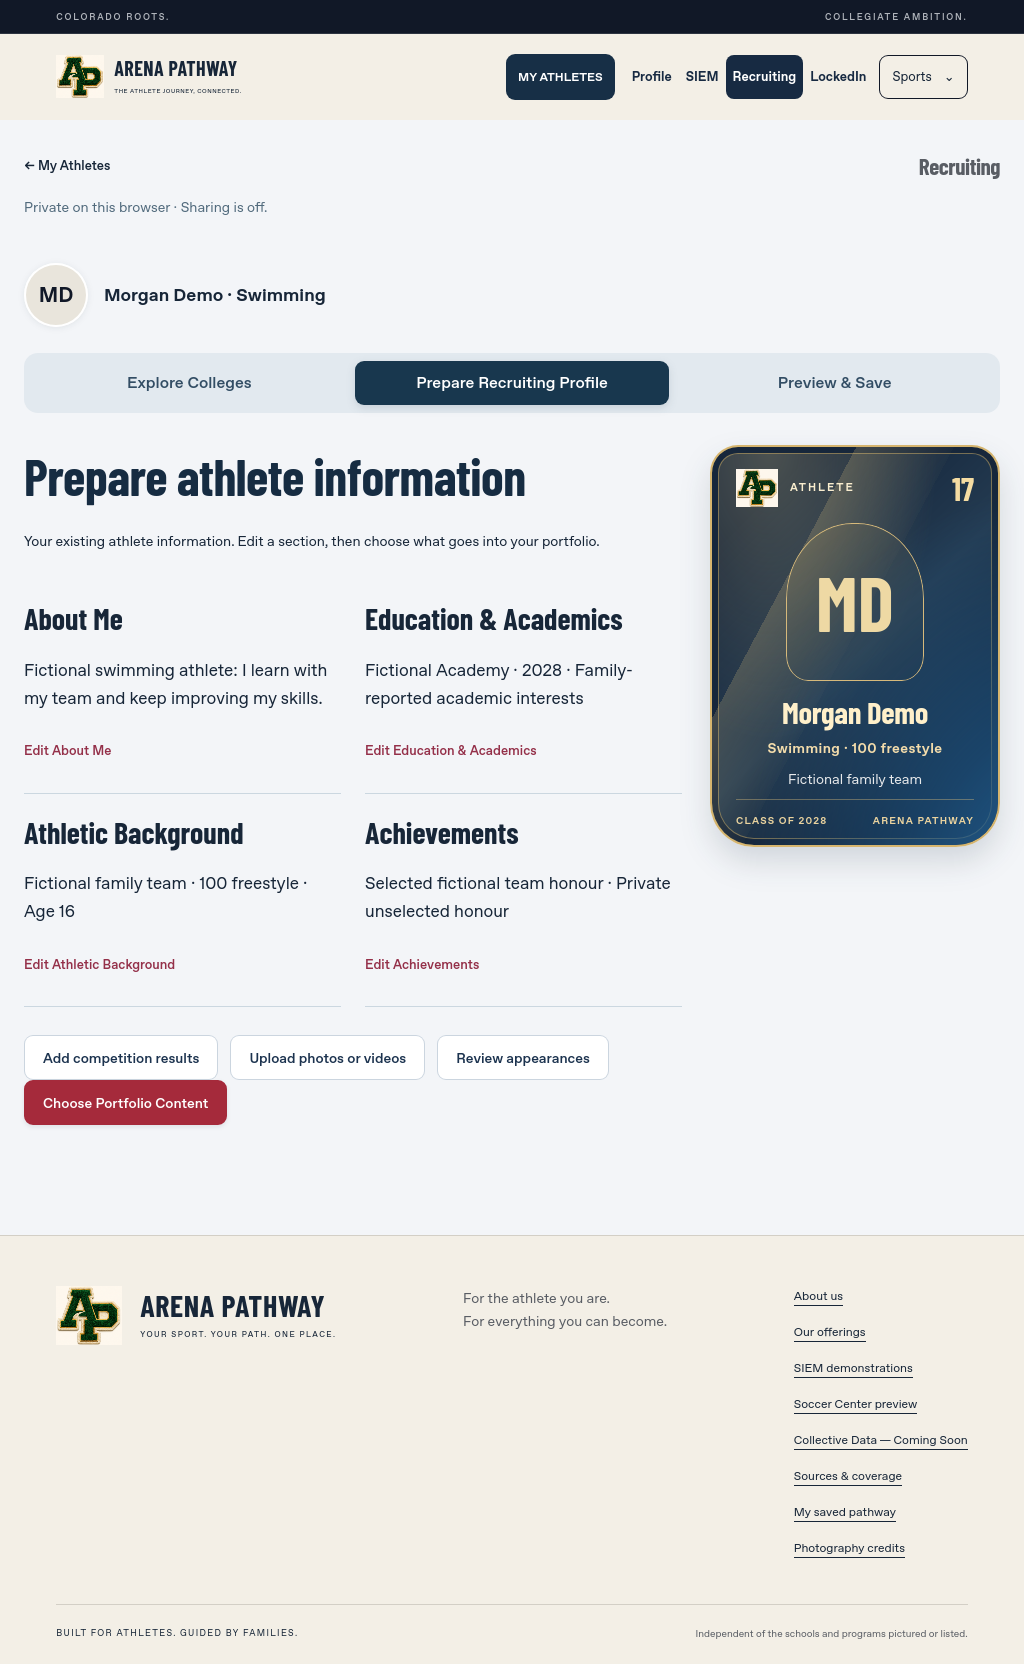 COLORADO ROOTS.
COLLEGIATE AMBITION.
AP
ARENA PATHWAY
THE ATHLETE JOURNEY, CONNECTED.
MY ATHLETES
Profile
SIEM
Recruiting
LockedIn
Sports
← My Athletes
Recruiting
Private on this browser · Sharing is off.
MD
Morgan Demo · Swimming
Explore Colleges
Prepare Recruiting Profile
Preview & Save
Prepare athlete information
Your existing athlete information. Edit a section, then choose what goes into your portfolio.
About Me
Fictional swimming athlete: I learn with
my team and keep improving my skills.
Edit About Me
Education & Academics
Fictional Academy · 2028 · Family-
reported academic interests
Edit Education & Academics
Athletic Background
Fictional family team · 100 freestyle ·
Age 16
Edit Athletic Background
Achievements
Selected fictional team honour · Private
unselected honour
Edit Achievements
Add competition results
Upload photos or videos
Review appearances
Choose Portfolio Content
AP
ATHLETE
17
MD
Morgan Demo
Swimming · 100 freestyle
Fictional family team
CLASS OF 2028
ARENA PATHWAY
AP
ARENA PATHWAY
YOUR SPORT. YOUR PATH. ONE PLACE.
For the athlete you are.
For everything you can become.
About us
Our offerings
SIEM demonstrations
Soccer Center preview
Collective Data — Coming Soon
Sources & coverage
My saved pathway
Photography credits
BUILT FOR ATHLETES. GUIDED BY FAMILIES.
Independent of the schools and programs pictured or listed.